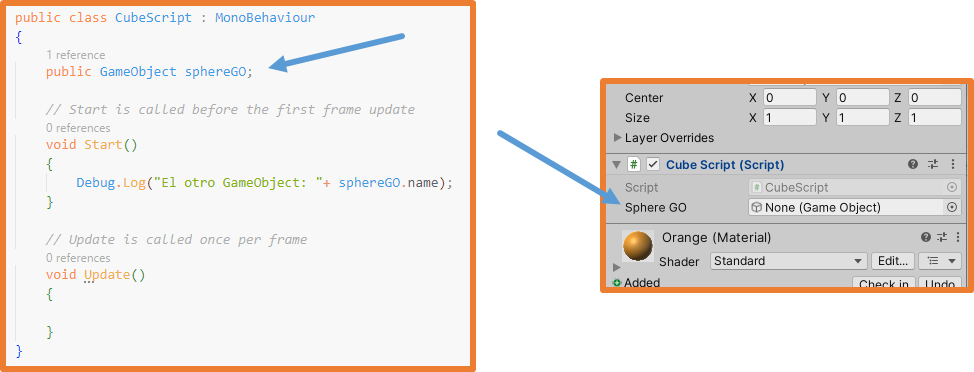 public class CubeScript : MonoBehaviour
{
1 reference
public GameObject sphereGO;
// Start is called before the first frame update
0 references
void Start()
{
Debug.Log("El otro GameObject: "+ sphereGO.name);
}
// Update is called once per frame
0 references
void Update()
{
}
}
Center X 0 Y 0 Z 0
Size X 1 Y 1 Z 1
Layer Overrides
# Cube Script (Script)
Script # CubeScript
Sphere GO None (Game Object)
Orange (Material)
Shader Standard Edit...
Added Check in Undo